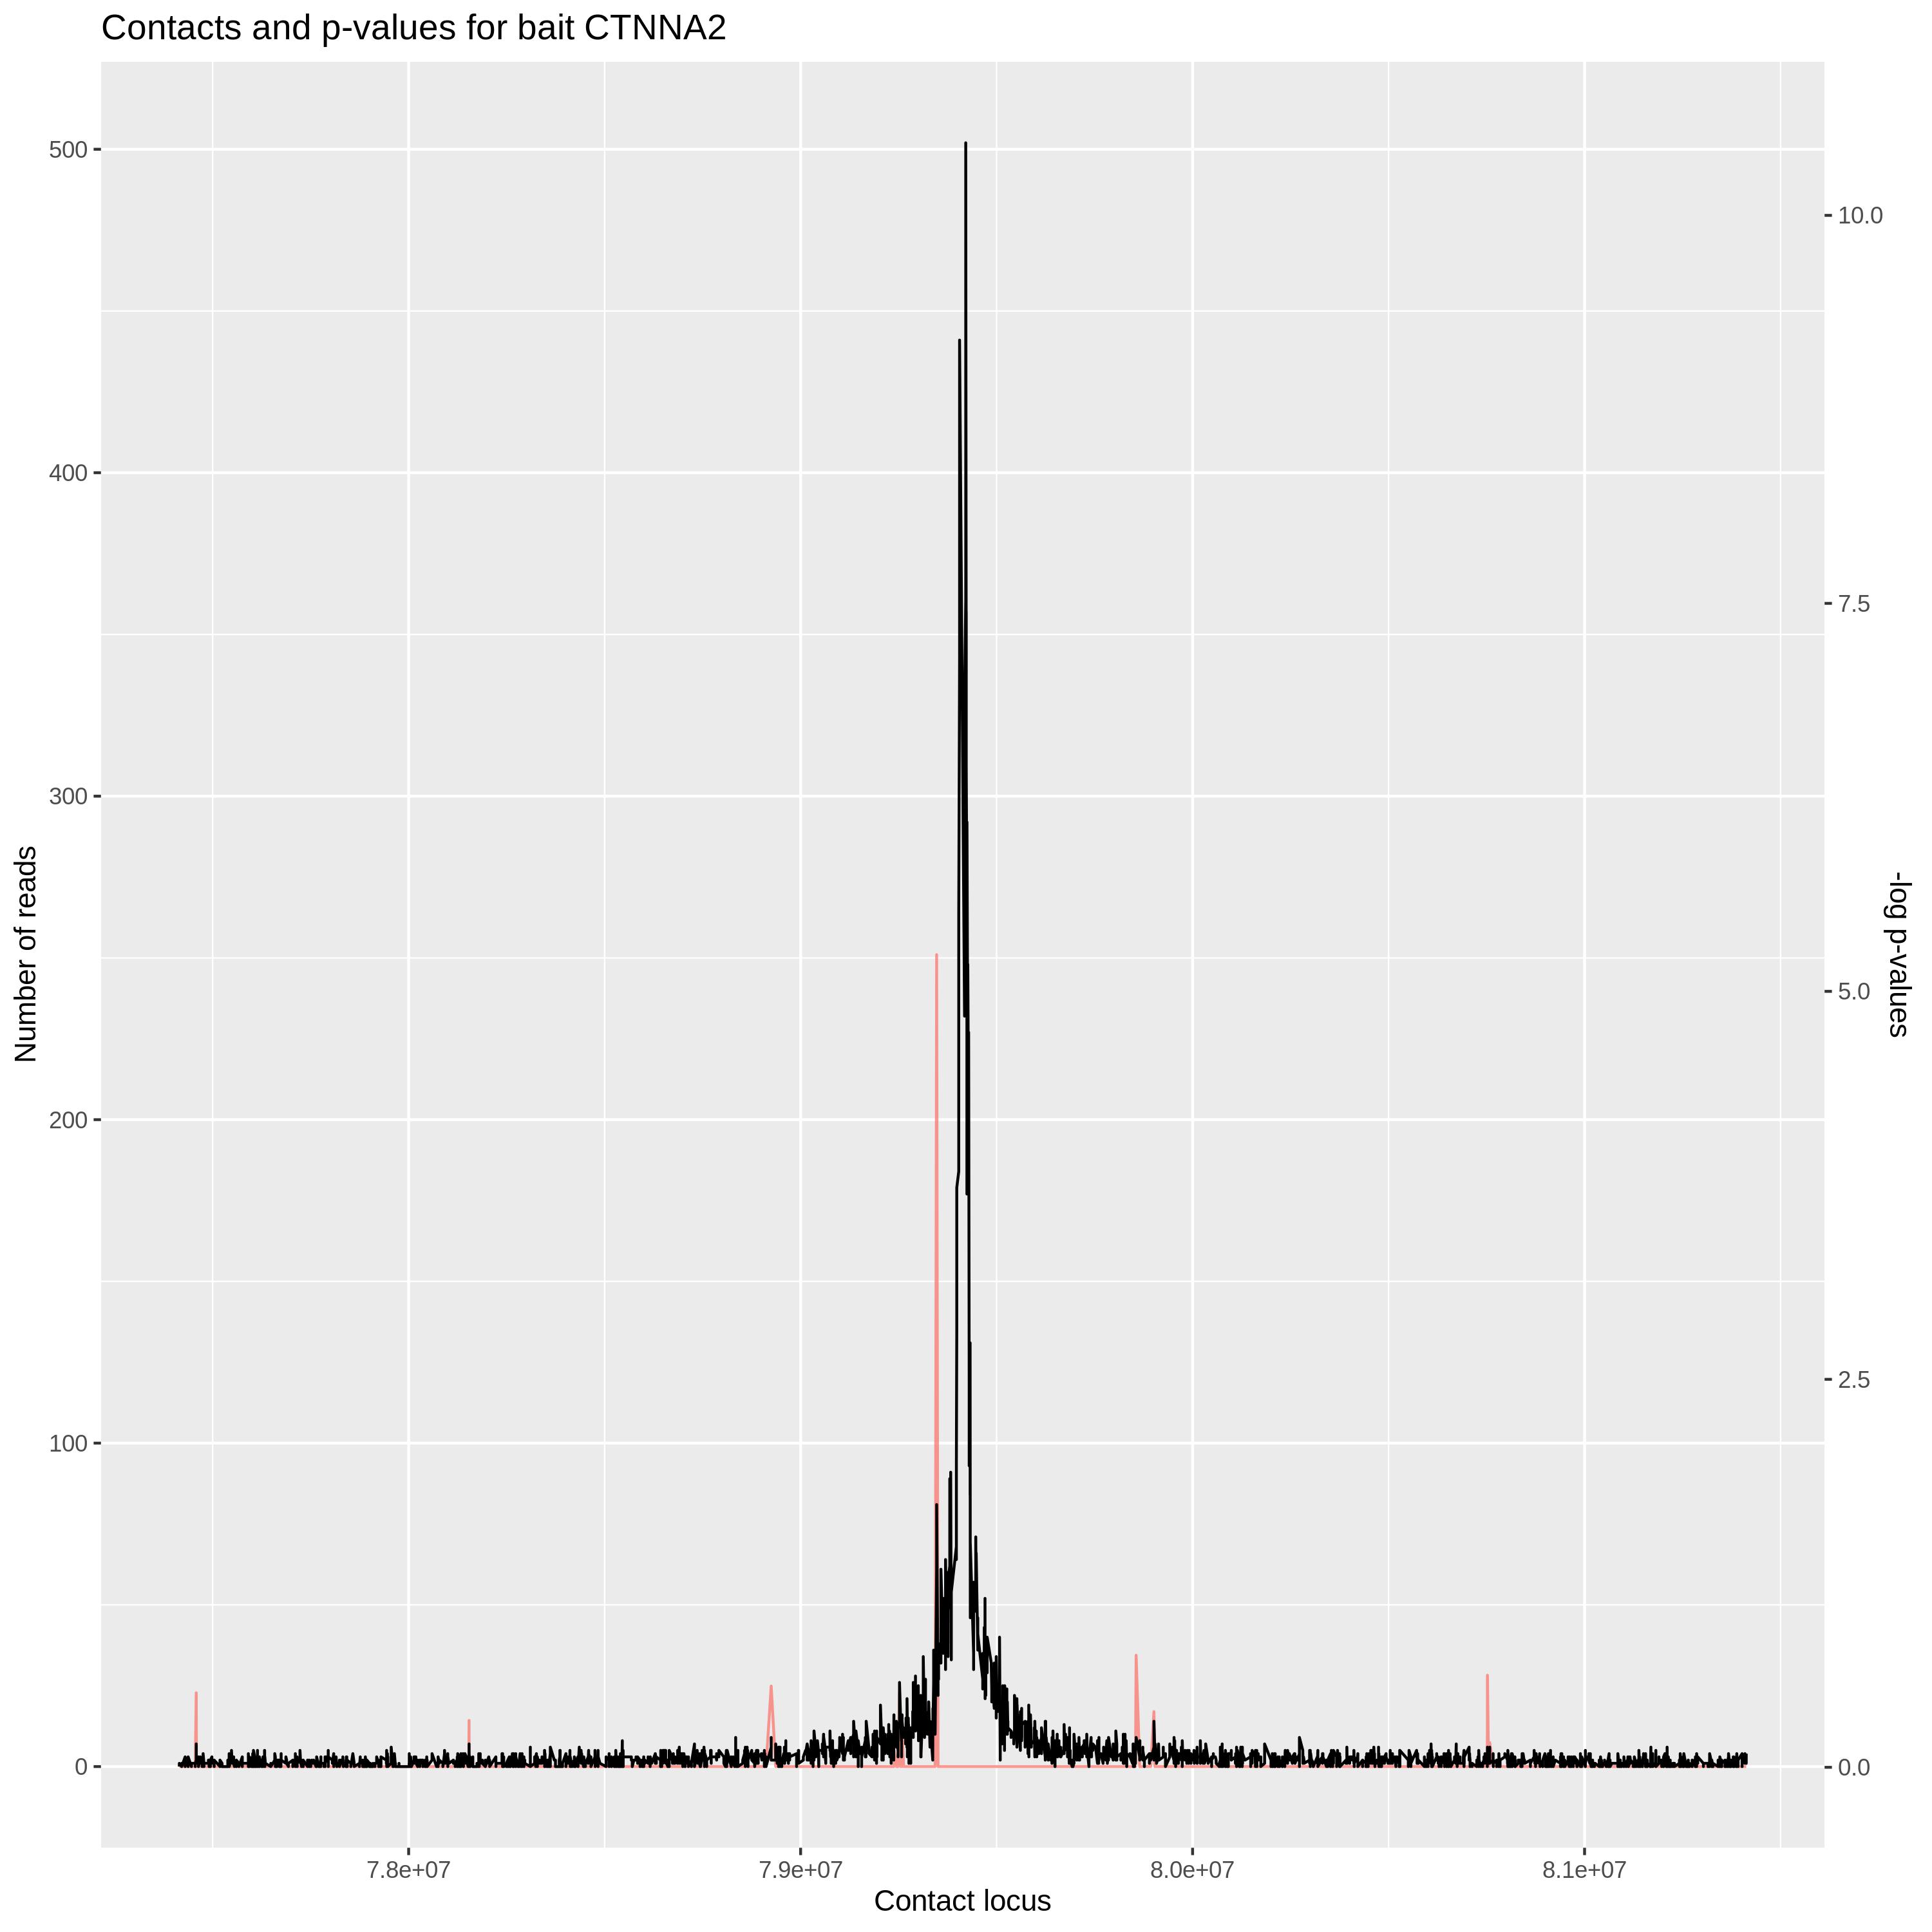 Contacts and p-values for bait CTNNA2
500
400
300
200
100
0
Number of reads
10.0
7.5
5.0
2.5
0.0
-log p-values
7.8e+07
7.9e+07
8.0e+07
8.1e+07
Contact locus